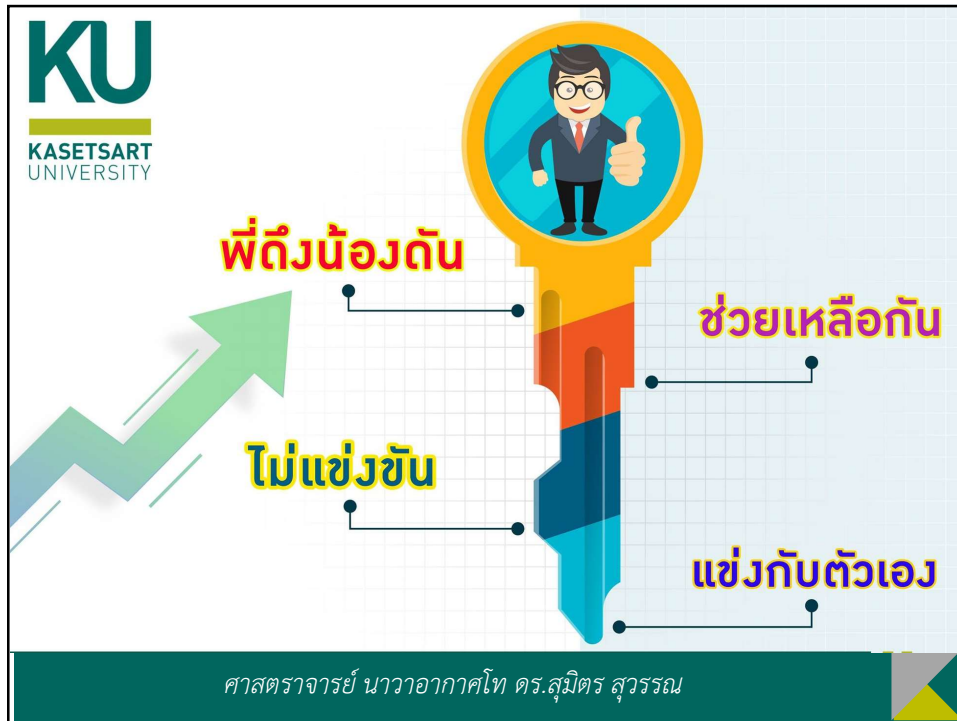 KU
KASETSART
UNIVERSITY
พี่ดึงน้องดัน
ช่วยเหลือกัน
ไม่แข่งขัน
แข่งกับตัวเอง
ศาสตราจารย์ นาวาอากาศโท ดร.สุมิตร สุวรรณ